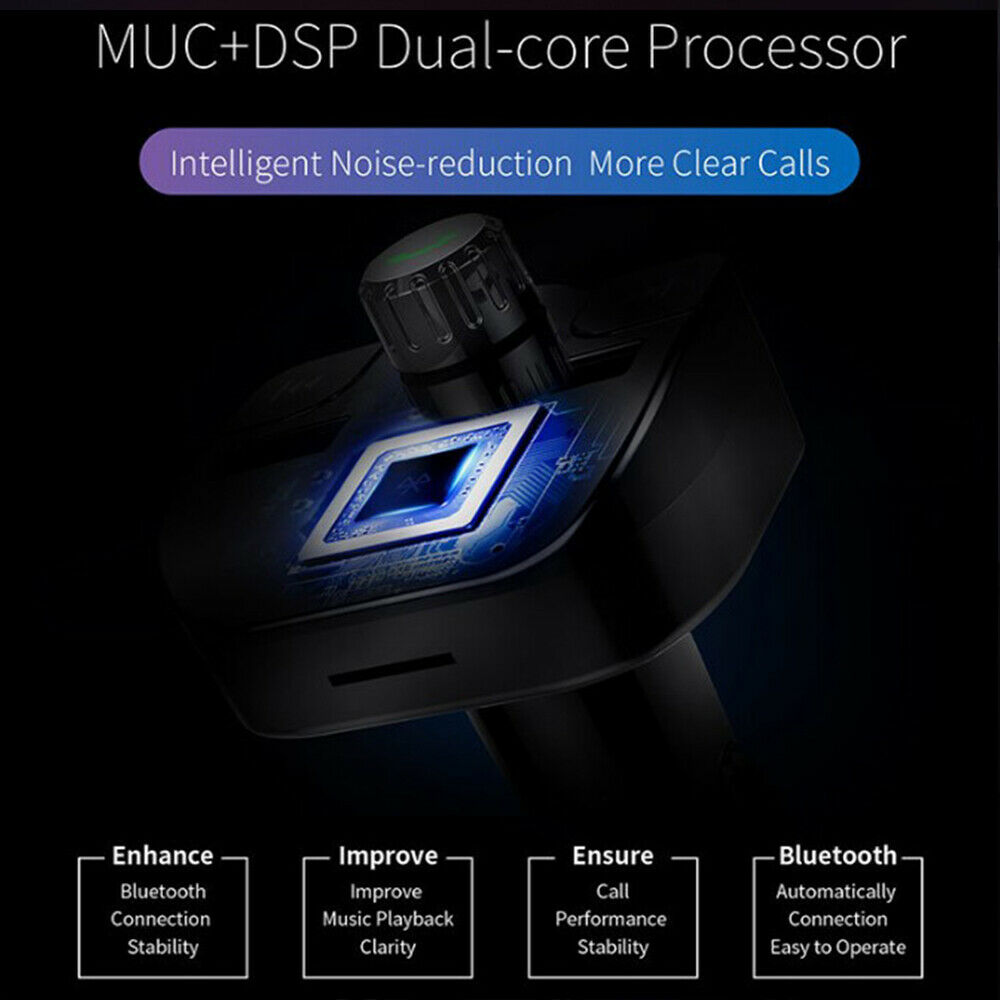 MUC+DSP Dual-core Processor
Intelligent Noise-reduction More Clear Calls
Enhance
Bluetooth
Connection
Stability
Improve
Improve
Music Playback
Clarity
Ensure
Call
Performance
Stability
Bluetooth
Automatically
Connection
Easy to Operate